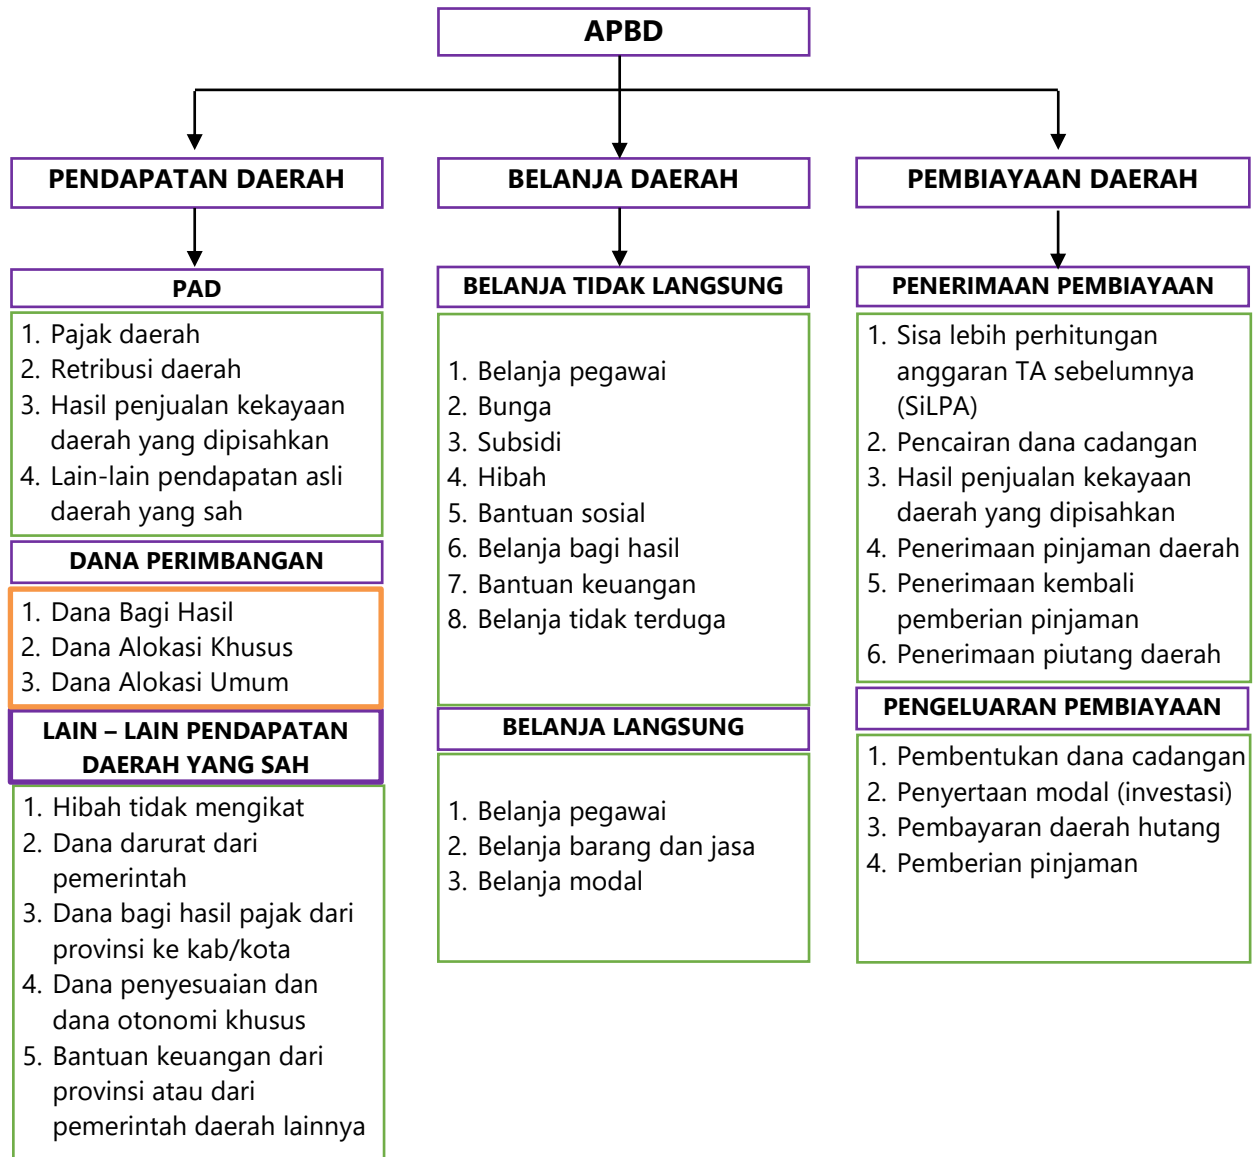 APBD
PENDAPATAN DAERAH
PAD
1. Pajak daerah
2. Retribusi daerah
3. Hasil penjualan kekayaan
daerah yang dipisahkan
4. Lain-lain pendapatan asli
daerah yang sah
DANA PERIMBANGAN
1. Dana Bagi Hasil
2. Dana Alokasi Khusus
3. Dana Alokasi Umum
LAIN – LAIN PENDAPATAN
DAERAH YANG SAH
1. Hibah tidak mengikat
2. Dana darurat dari
pemerintah
3. Dana bagi hasil pajak dari
provinsi ke kab/kota
4. Dana penyesuaian dan
dana otonomi khusus
5. Bantuan keuangan dari
provinsi atau dari
pemerintah daerah lainnya
BELANJA DAERAH
BELANJA TIDAK LANGSUNG
1. Belanja pegawai
2. Bunga
3. Subsidi
4. Hibah
5. Bantuan sosial
6. Belanja bagi hasil
7. Bantuan keuangan
8. Belanja tidak terduga
BELANJA LANGSUNG
1. Belanja pegawai
2. Belanja barang dan jasa
3. Belanja modal
PEMBIAYAAN DAERAH
PENERIMAAN PEMBIAYAAN
1. Sisa lebih perhitungan
anggaran TA sebelumnya
(SiLPA)
2. Pencairan dana cadangan
3. Hasil penjualan kekayaan
daerah yang dipisahkan
4. Penerimaan pinjaman daerah
5. Penerimaan kembali
pemberian pinjaman
6. Penerimaan piutang daerah
PENGELUARAN PEMBIAYAAN
1. Pembentukan dana cadangan
2. Penyertaan modal (investasi)
3. Pembayaran daerah hutang
4. Pemberian pinjaman